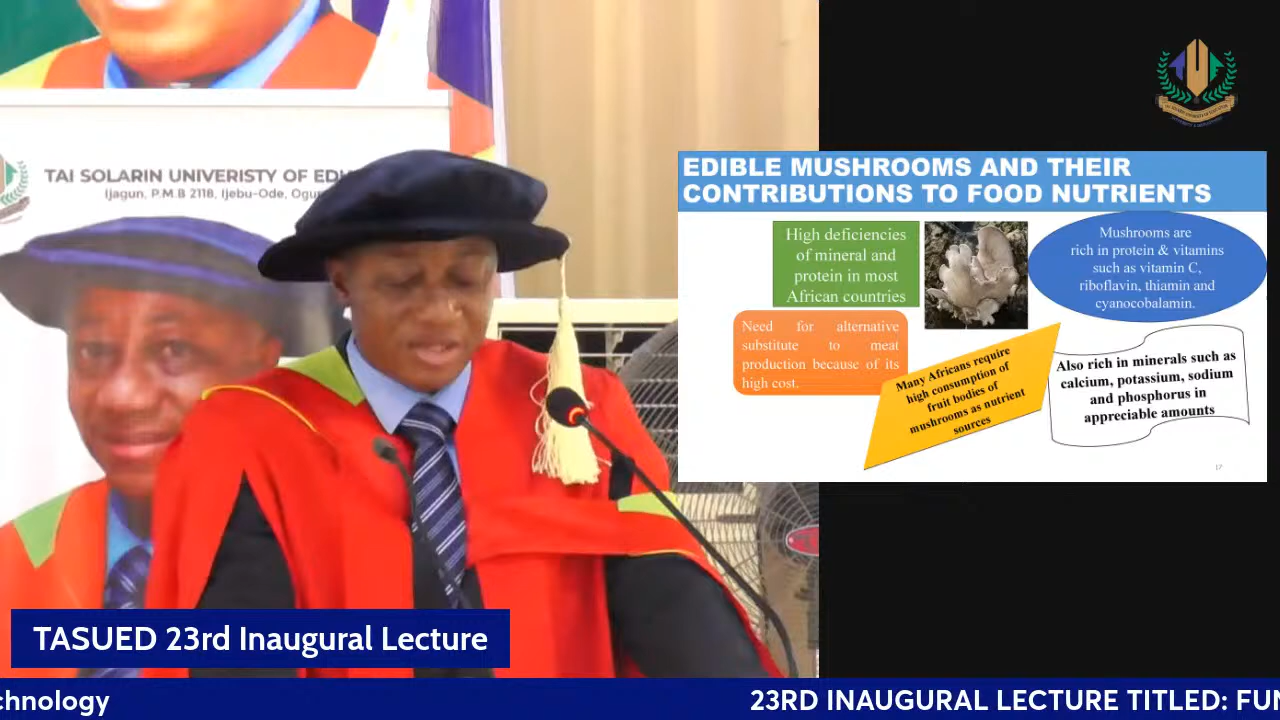 TAI SOLARIN UNIVERISTY OF
Ijagun, P.M.B 2118, Ijebu-Ode,
EDIBLE MUSHROOMS AND THEIR
CONTRIBUTIONS TO FOOD NUTRIENTS
High deficiencies
of mineral and
protein in most
African countries
Mushrooms are
rich in protein & vitamins
such as vitamin C,
riboflavin, thiamin and
cyanocobalamin.
Need for alternative
substitute to meat
production because of its
high cost.
Many Africans require
high consumption of
fruit bodies of
mushrooms as nutrient
sources
Also rich in minerals such as
calcium, potassium, sodium
and phosphorus in
appreciable amounts
17
TASUED 23rd Inaugural Lecture
chnology
23RD INAUGURAL LECTURE TITLED: FUN